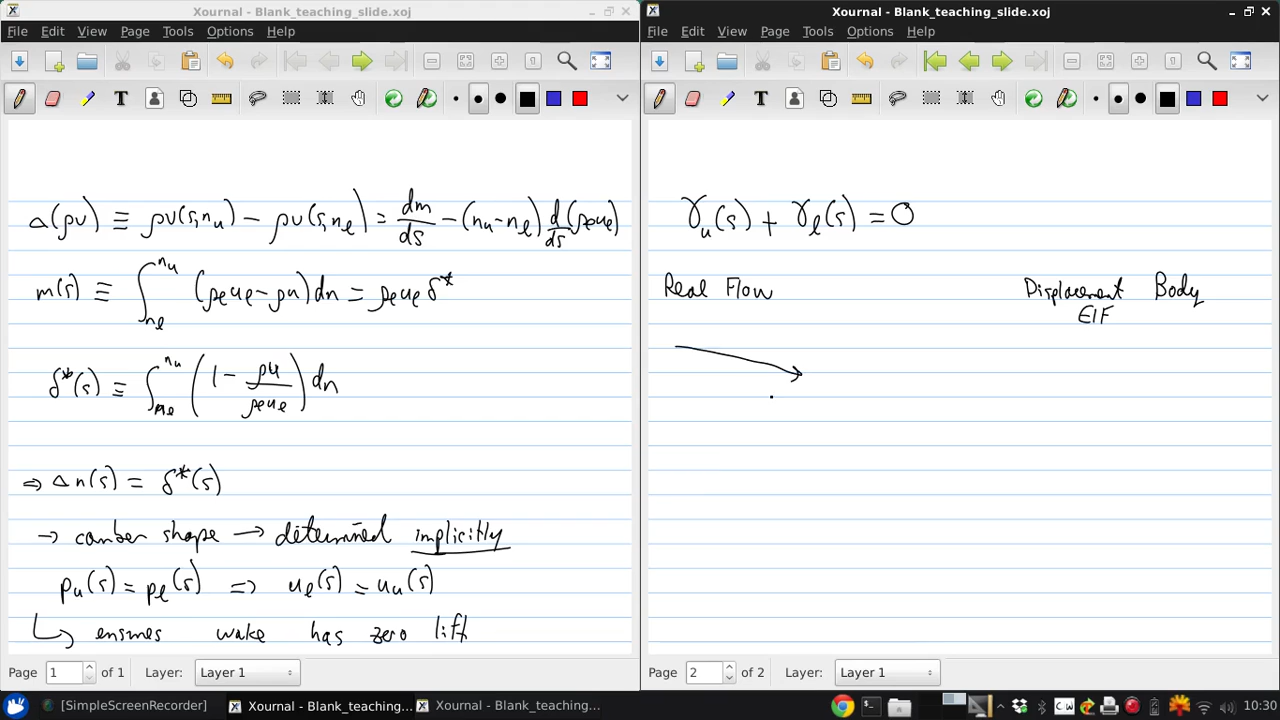 Xournal - Blank_teaching_slide.xoj
File Edit View Page Tools Options Help
Δ(ρv) ≡ ρv(s,nᵤ) − ρv(s,nₗ) = dm/ds − (nᵤ−nₗ) d/ds (ρₑuₑ)
m(s) ≡ ∫_{nₗ}^{nᵤ} (ρₑuₑ − ρu) dn = ρₑuₑ δ*
δ*(s) ≡ ∫_{nₗ}^{nᵤ} (1 − ρu/ρₑuₑ) dn
⇒ Δn(s) = δ*(s)
→ camber shape → determined implicitly
pᵤ(s) = pₗ(s) ⇒ uₗ(s) = uᵤ(s)
↳ ensures wake has zero lift
Page 1 of 1 Layer: Layer 1
Xournal - Blank_teaching_slide.xoj
File Edit View Page Tools Options Help
γᵤ(s) + γₗ(s) = 0
Real Flow Displacement Body
EIF
Page 2 of 2 Layer: Layer 1
[SimpleScreenRecorder] Xournal - Blank_teaching_... Xournal - Blank_teaching_... 10:30